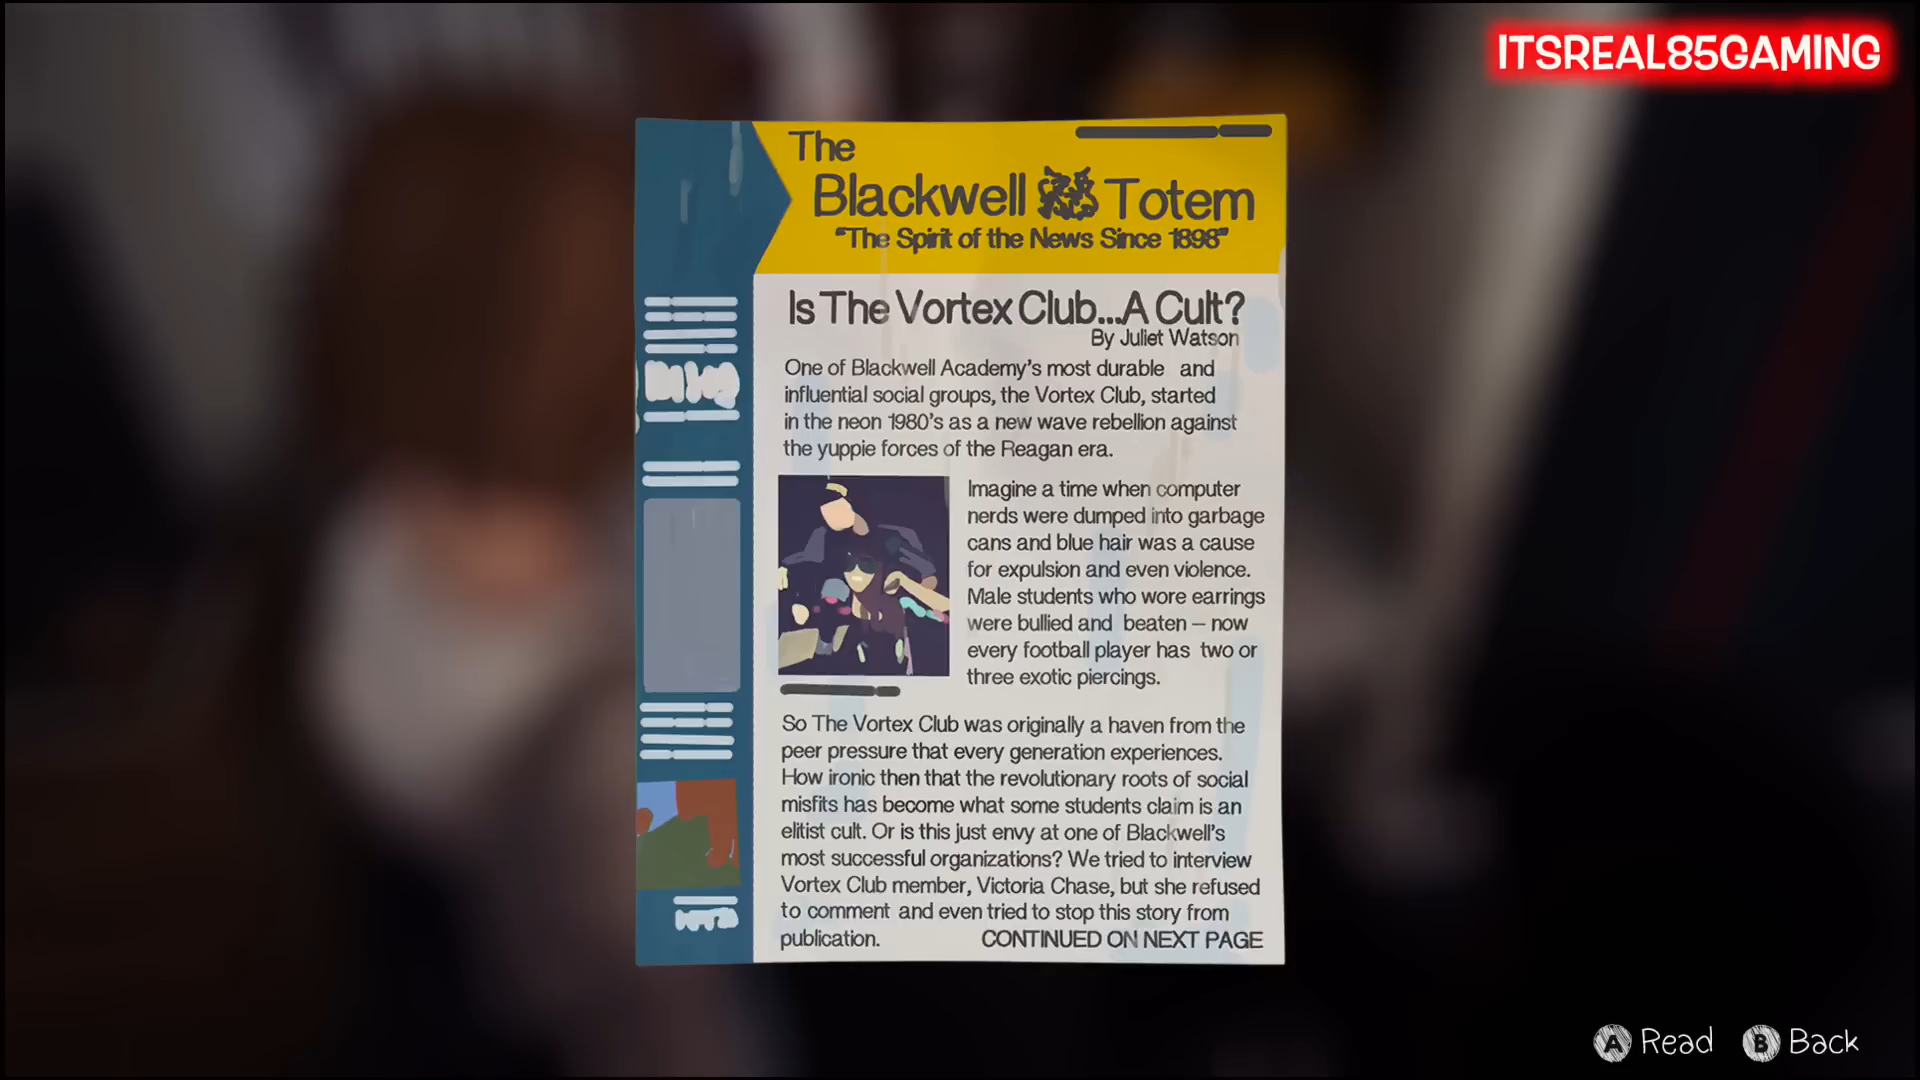 ITSREAL85GAMING
The
Blackwell Totem
"The Spirit of the News Since 1898"
Is The Vortex Club...A Cult?
By Juliet Watson
One of Blackwell Academy's most durable and
influential social groups, the Vortex Club, started
in the neon 1980's as a new wave rebellion against
the yuppie forces of the Reagan era.
Imagine a time when computer
nerds were dumped into garbage
cans and blue hair was a cause
for expulsion and even violence.
Male students who wore earrings
were bullied and beaten – now
every football player has two or
three exotic piercings.
So The Vortex Club was originally a haven from the
peer pressure that every generation experiences.
How ironic then that the revolutionary roots of social
misfits has become what some students claim is an
elitist cult. Or is this just envy at one of Blackwell's
most successful organizations? We tried to interview
Vortex Club member, Victoria Chase, but she refused
to comment and even tried to stop this story from
publication. CONTINUED ON NEXT PAGE
A Read B Back